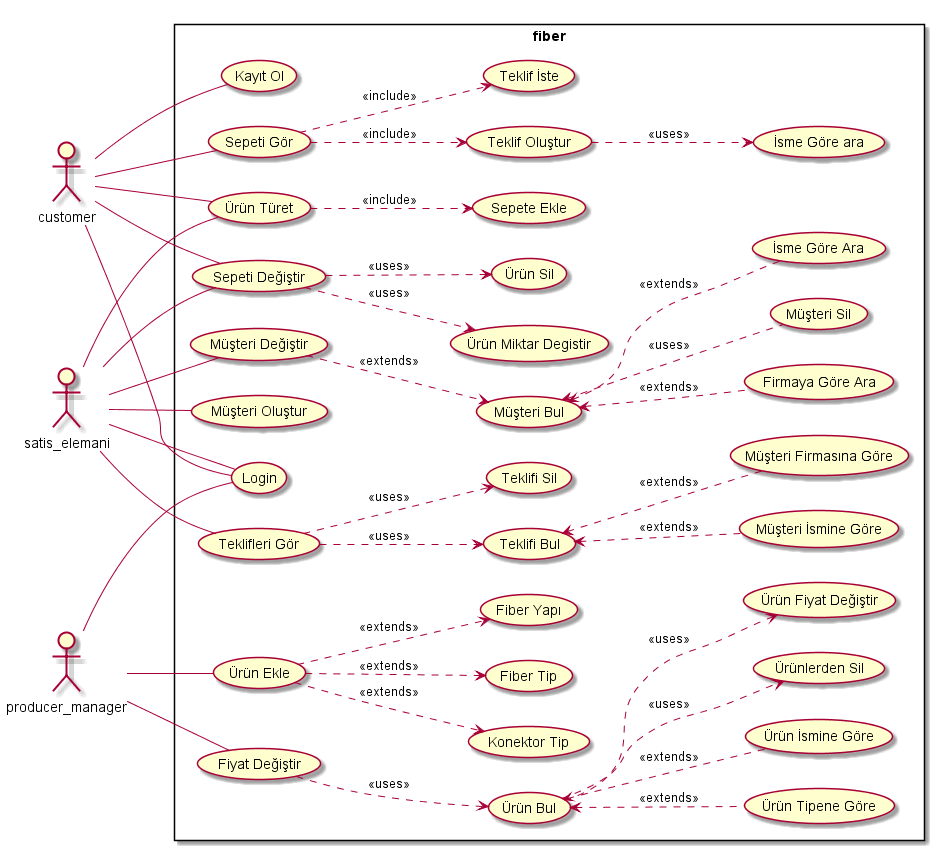 fiber
Kayıt Ol
Teklif İste
«include»
Sepeti Gör
«include»
Teklif Oluştur
«uses»
İsme Göre ara
customer
Ürün Türet
«include»
Sepete Ekle
Sepeti Değiştir
«uses»
Ürün Sil
İsme Göre Ara
«uses»
«extends»
Ürün Miktar Degistir
Müşteri Sil
Müşteri Değiştir
«uses»
«extends»
Firmaya Göre Ara
«extends»
Müşteri Oluştur
Müşteri Bul
satis_elemani
Müşteri Firmasına Göre
Login
Teklifi Sil
«extends»
«uses»
Müşteri İsmine Göre
«extends»
Teklifleri Gör
«uses»
Teklifi Bul
Ürün Fiyat Değiştir
Fiber Yapı
«extends»
«uses»
Ürün Ekle
«extends»
Fiber Tip
Ürünlerden Sil
«extends»
«uses»
producer_manager
Konektor Tip
Ürün İsmine Göre
Fiyat Değiştir
«extends»
«uses»
Ürün Bul
«extends»
Ürün Tipene Göre